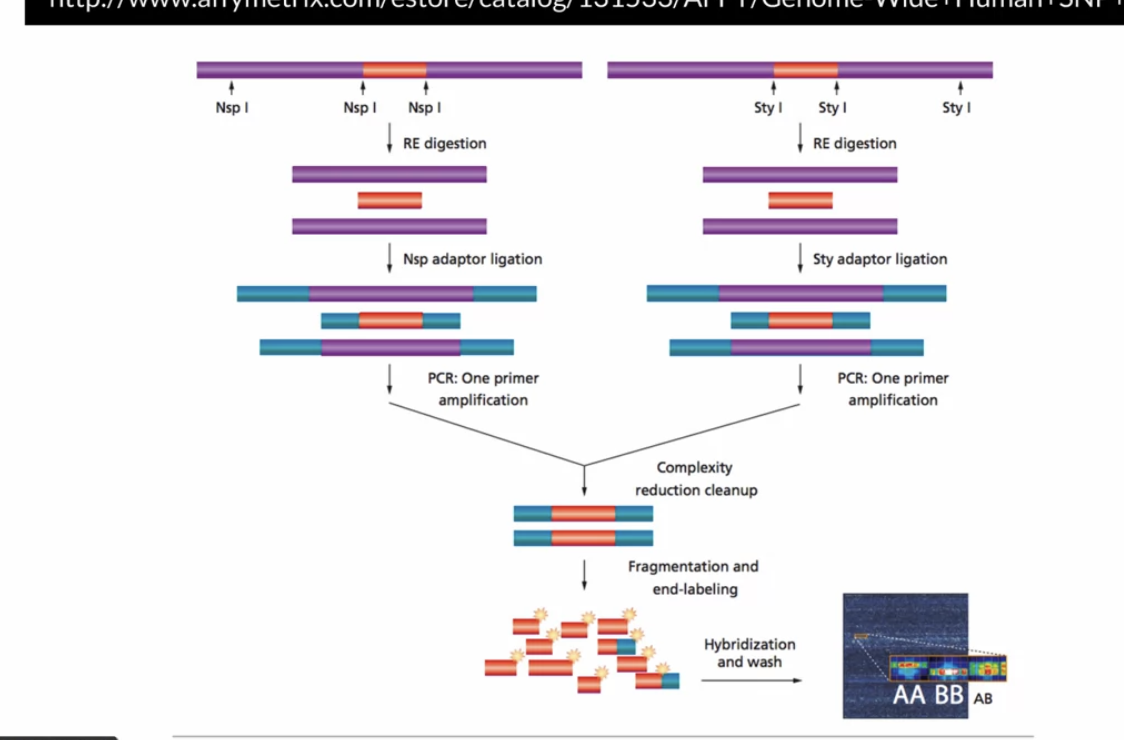 http://www.affymetrix.com/estore/catalog/131533/AFFY/Genome-Wide+Human+SNP+
Nsp I Nsp I Nsp I Sty I Sty I Sty I
RE digestion RE digestion
Nsp adaptor ligation Sty adaptor ligation
PCR: One primer PCR: One primer
amplification amplification
Complexity
reduction cleanup
Fragmentation and
end-labeling
Hybridization
and wash
AA BB AB